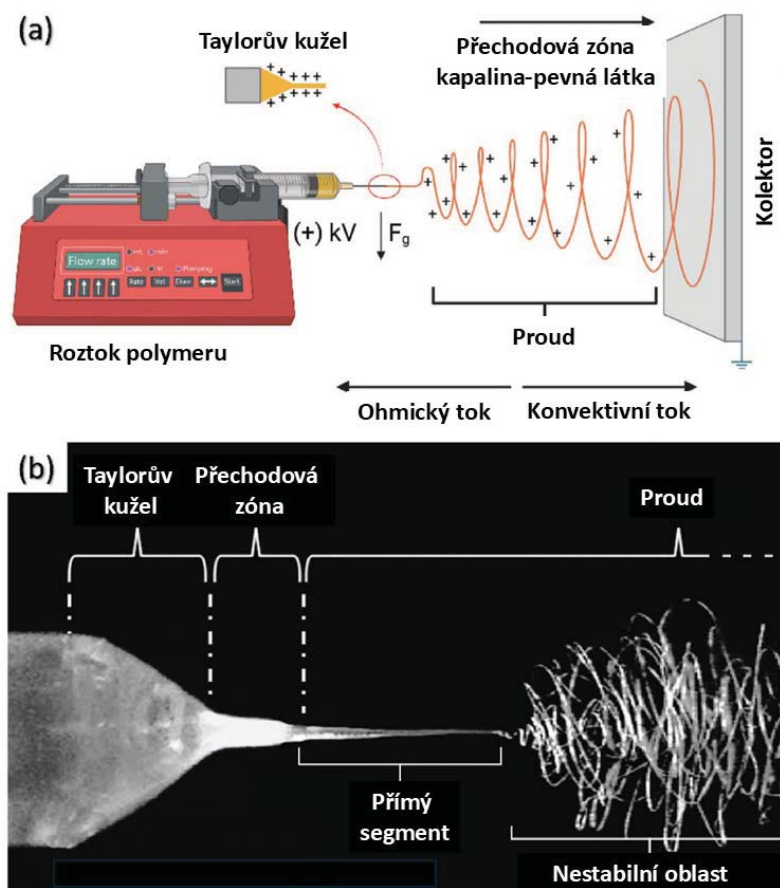 (a)
Taylorův kužel
Přechodová zóna
kapalina-pevná látka
+ + + + +
+ + + + +
Kolektor
(+) kV
F_g
Flow rate
Rate Vol Diam Start
Proud
Roztok polymeru
Ohmický tok
Konvektivní tok
(b)
Taylorův
kužel
Přechodová
zóna
Proud
Přímý
segment
Nestabilní oblast